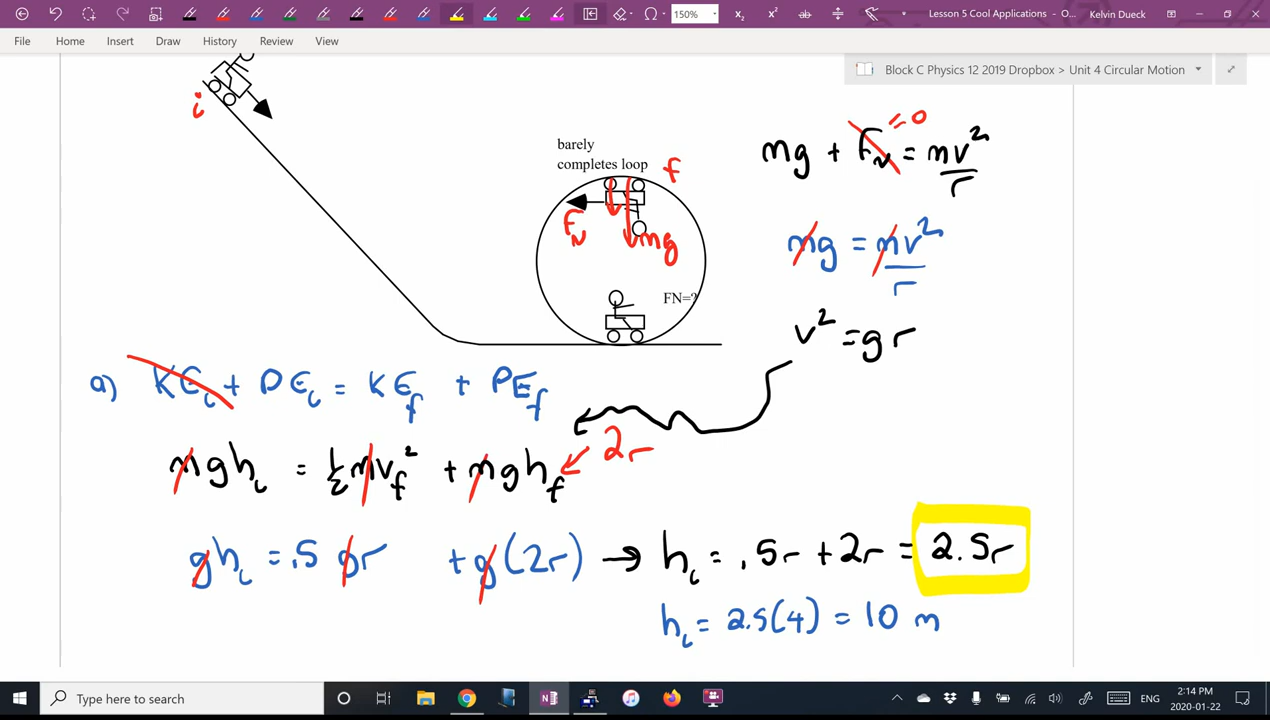 150%
x₂ x² ab
Lesson 5 Cool Applications - O...
Kelvin Dueck
File Home Insert Draw History Review View
Block C Physics 12 2019 Dropbox > Unit 4 Circular Motion
i
barely
completes loop
f
FN
mg
FN=?
mg + FN = mv²/r
=0
mg = mv²/r
v² = gr
a) KEi + PEi = KEf + PEf
2r
mghi = ½mvf² + mghf
ghi = .5 gr + g(2r) → hi = .5r + 2r = 2.5r
hi = 2.5(4) = 10 m
Type here to search
ENG
2:14 PM
2020-01-22